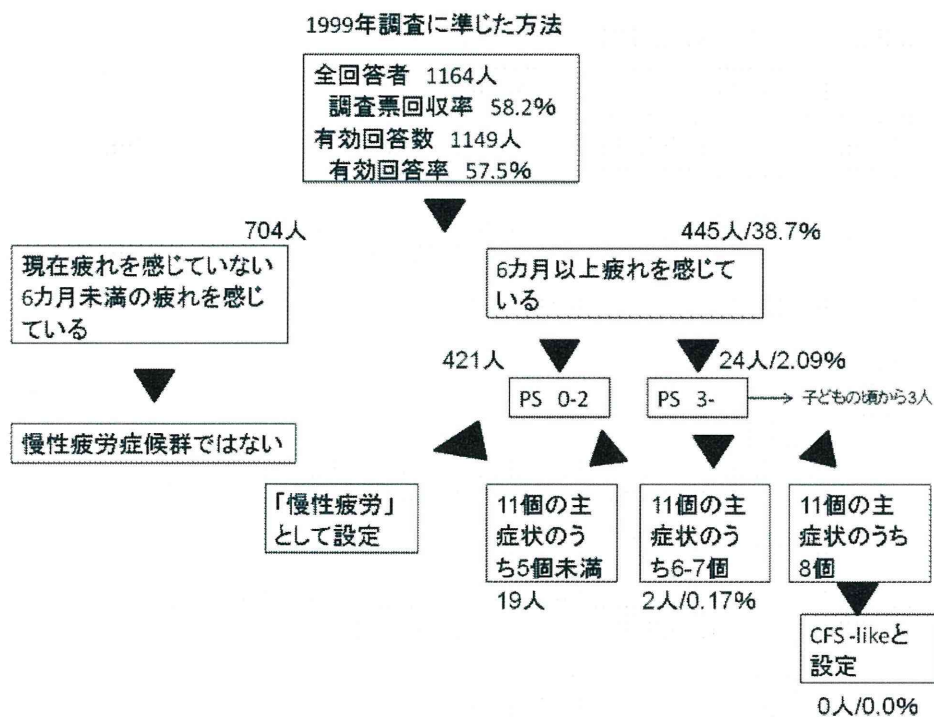 1999年調査に準じた方法
全回答者 1164人
調査票回収率 58.2%
有効回答数 1149人
有効回答率 57.5%
704人
445人/38.7%
現在疲れを感じていない
6カ月未満の疲れを感じ
ている
6カ月以上疲れを感じて
いる
421人
24人/2.09%
PS 0-2
PS 3-
子どもの頃から3人
慢性疲労症候群ではない
「慢性疲労」
として設定
11個の主
症状のう
ち5個未満
11個の主
症状のう
ち6-7個
11個の主
症状のうち
8個
19人
2人/0.17%
CFS-likeと
設定
0人/0.0%